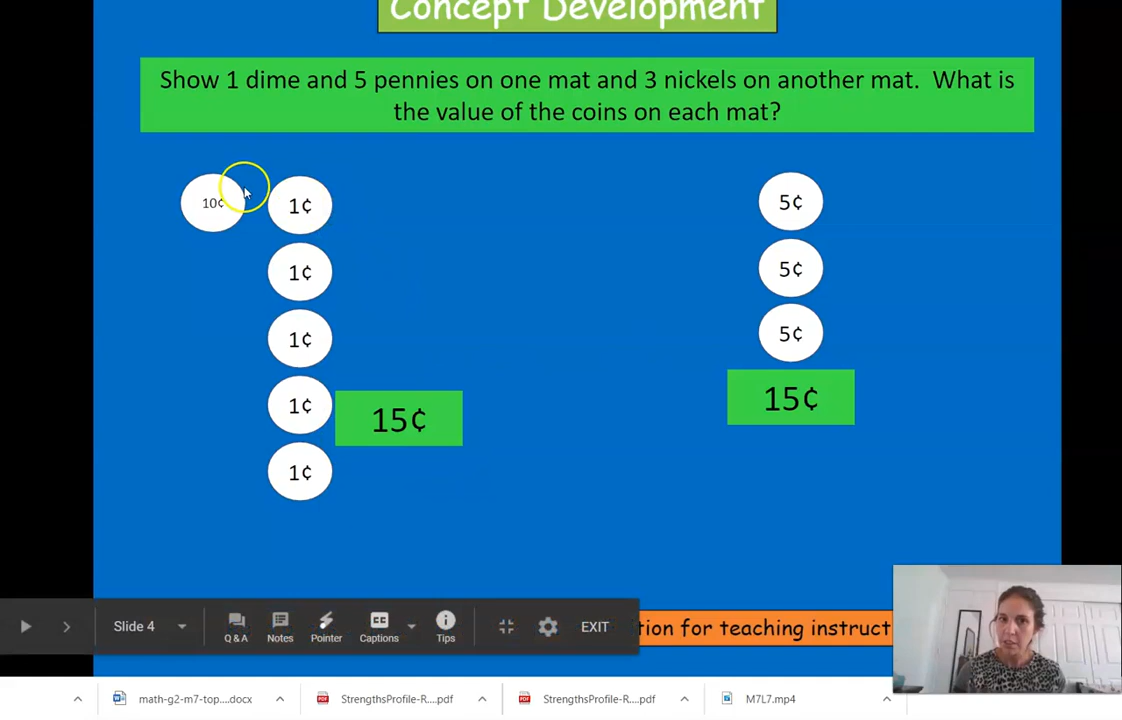 Concept Development
Show 1 dime and 5 pennies on one mat and 3 nickels on another mat. What is
the value of the coins on each mat?
10¢
1¢
1¢
1¢
1¢
1¢
15¢
5¢
5¢
5¢
15¢
Slide 4
Q & A
Notes
Pointer
CC
Captions
Tips
EXIT
for teaching
math-g2-m7-top....docx
StrengthsProfile-R....pdf
StrengthsProfile-R....pdf
M7L7.mp4